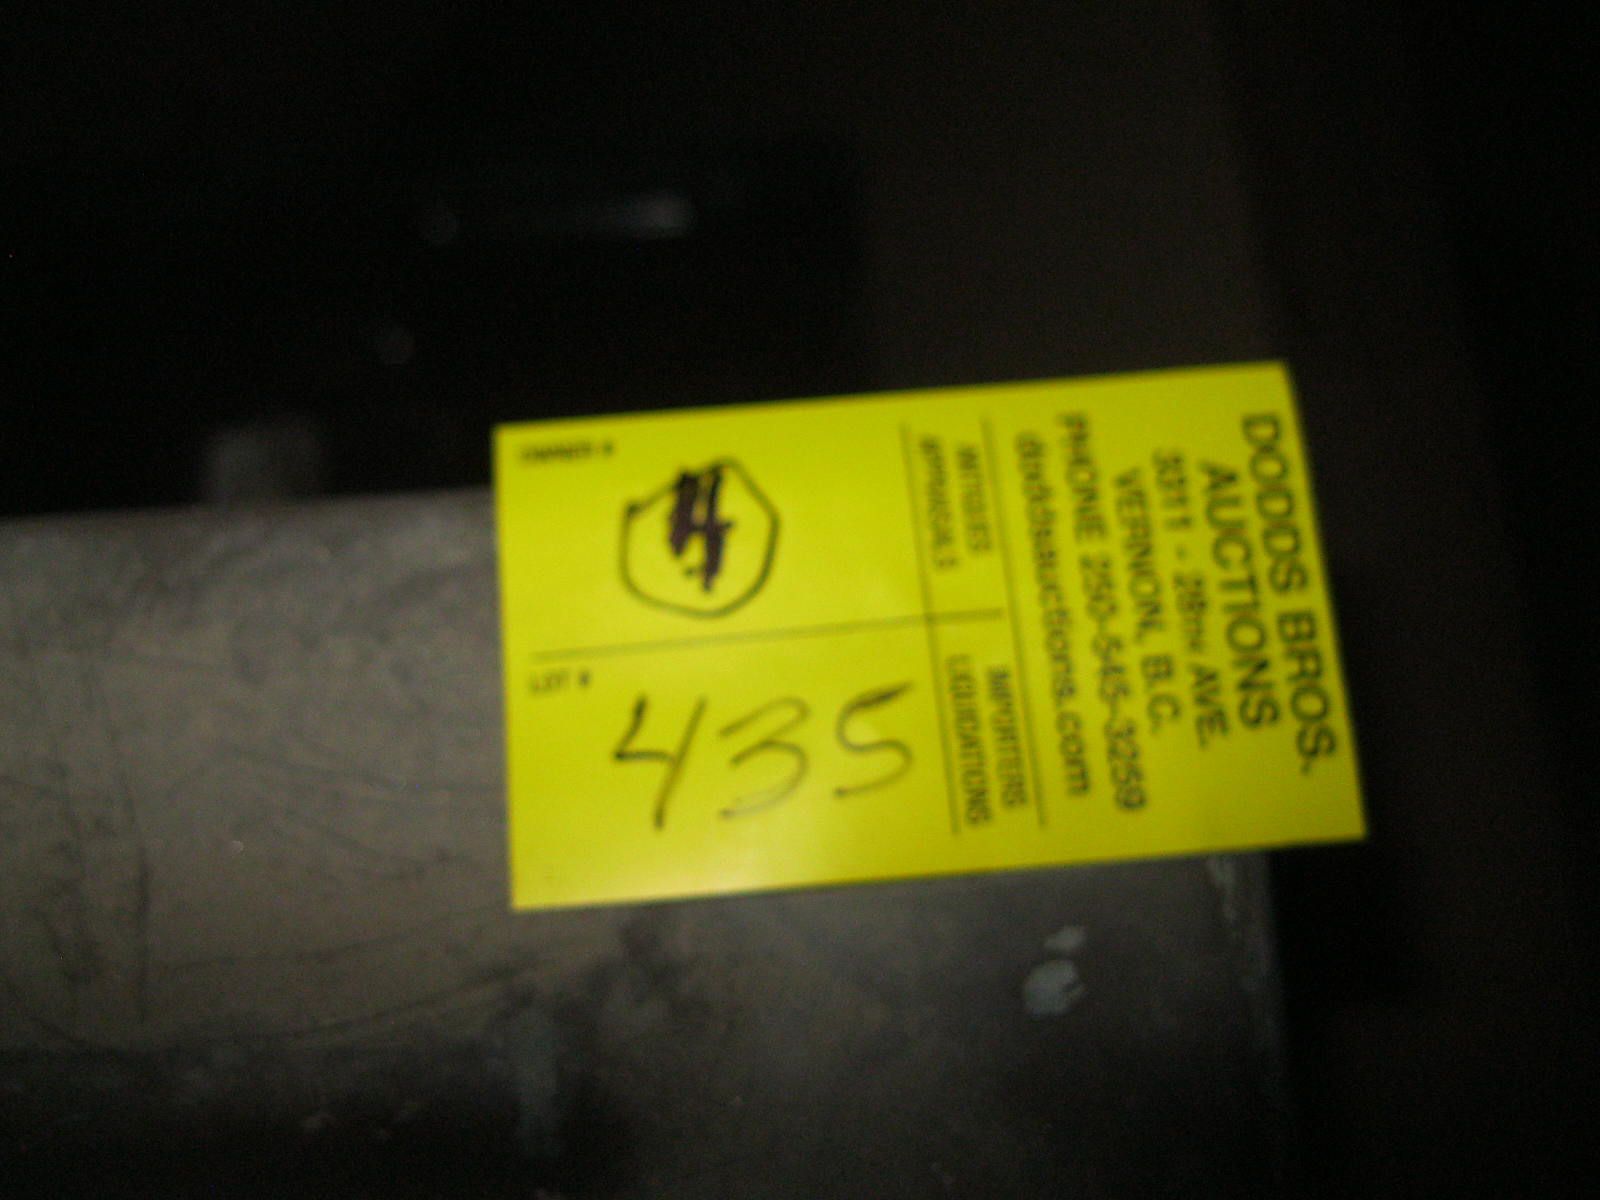 DODDS BROS.
AUCTIONS
3311 - 28TH AVE.
VERNON, B.C.
PHONE 250-545-3259
doddsauctions.com
ANTIQUES
APPRAISALS
IMPORTERS
LIQUIDATIONS
OWNER #
LOT #
435